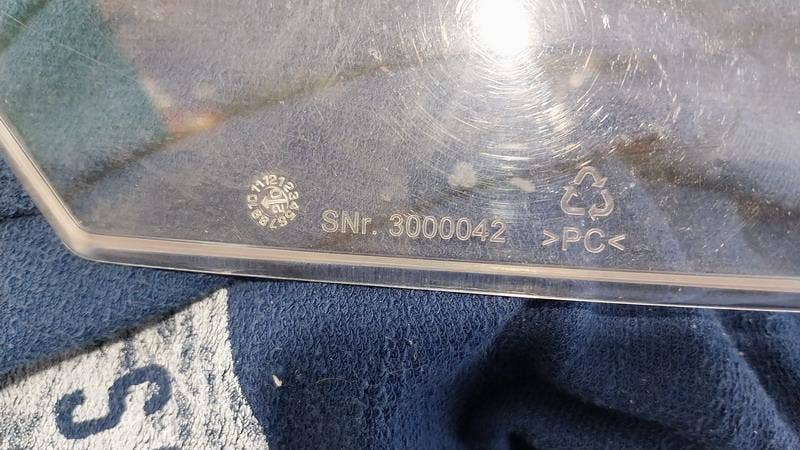 SNr. 3000042
>PC<
S